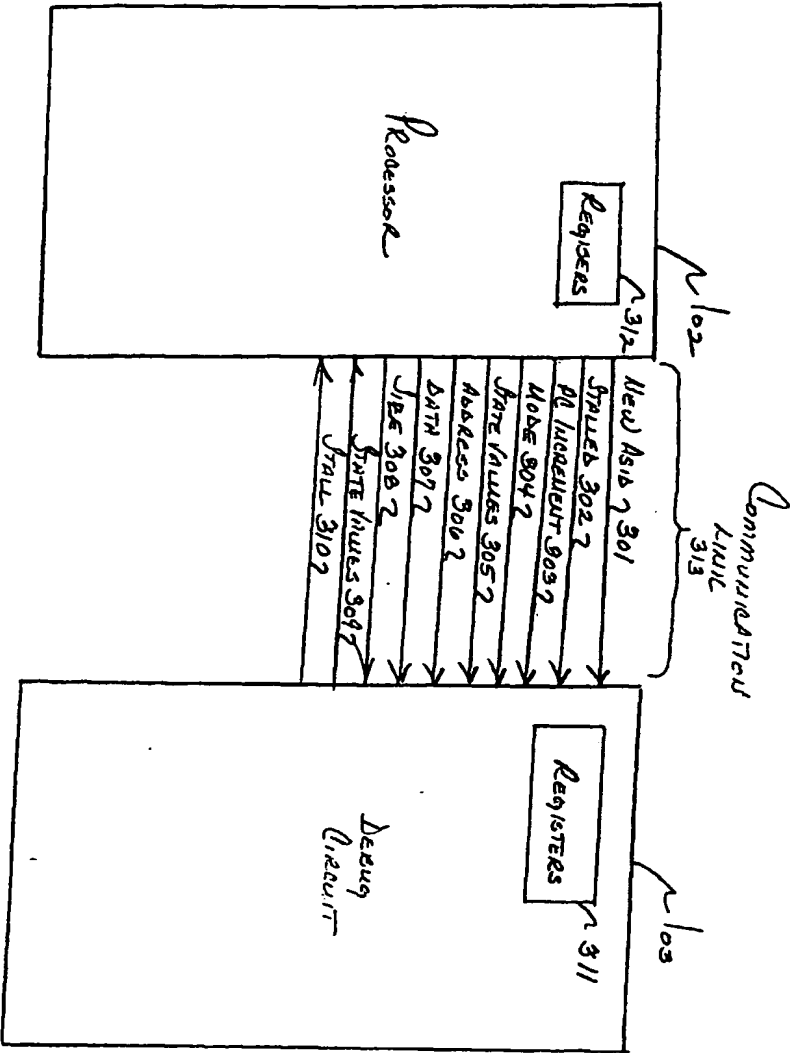 PROCESSOR
REGISERS
312
102
COMMUNICATION
LINK
313
NEW ASID 301
STALLED 302
PC INCREMENT 303
MODE 304
STATE VALUES 305
ADDRESS 306
DATA 307
SIZE 308
STATE VALUES 309
STALL 310
REGISTERS
311
103
DEBUG
CIRCUIT